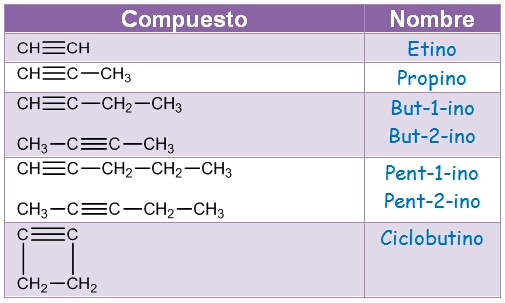 Compuesto Nombre
CH≡CH Etino
CH≡C—CH₃ Propino
CH≡C—CH₂—CH₃ But-1-ino
CH₃—C≡C—CH₃ But-2-ino
CH≡C—CH₂—CH₂—CH₃ Pent-1-ino
CH₃—C≡C—CH₂—CH₃ Pent-2-ino
C≡C Ciclobutino
CH₂—CH₂